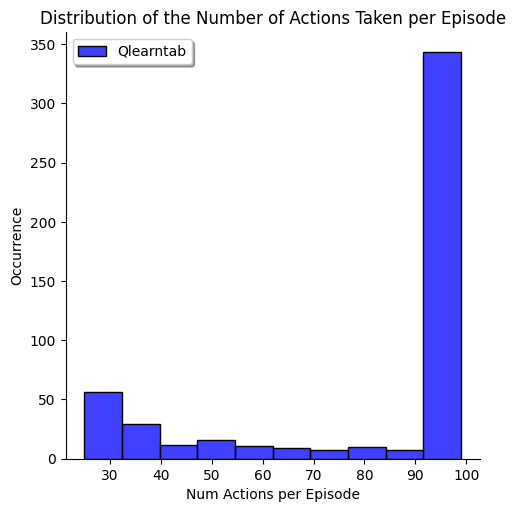 Distribution of the Number of Actions Taken per Episode
Qlearntab
350
300
250
200
150
100
50
0
Occurrence
30 40 50 60 70 80 90 100
Num Actions per Episode